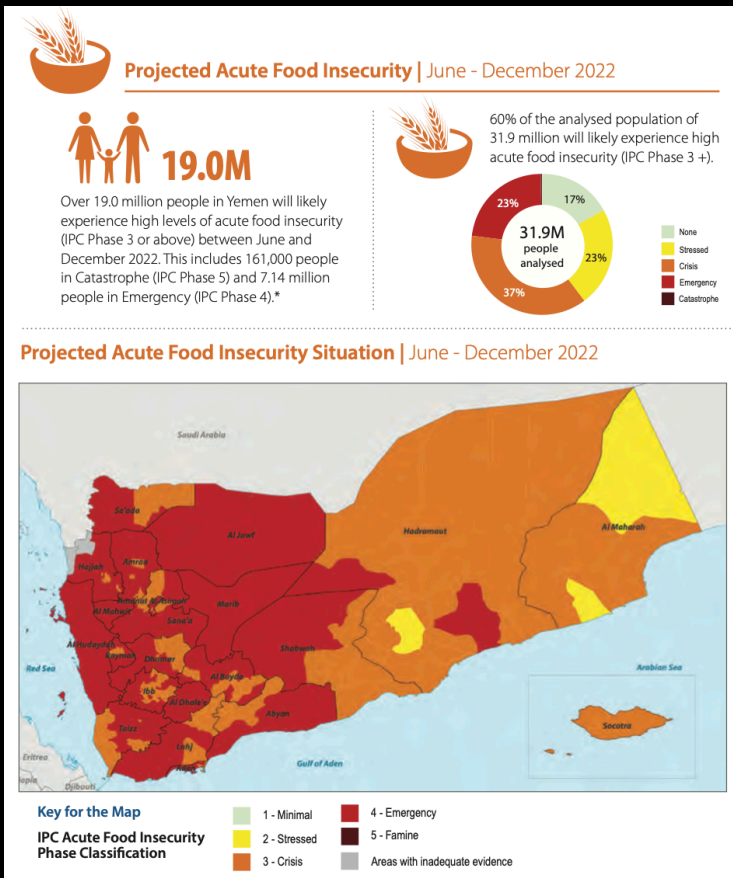 Projected Acute Food Insecurity | June - December 2022
19.0M
Over 19.0 million people in Yemen will likely
experience high levels of acute food insecurity
(IPC Phase 3 or above) between June and
December 2022. This includes 161,000 people
in Catastrophe (IPC Phase 5) and 7.14 million
people in Emergency (IPC Phase 4).*
60% of the analysed population of
31.9 million will likely experience high
acute food insecurity (IPC Phase 3 +).
23%
17%
31.9M
people
analysed
23%
37%
None
Stressed
Crisis
Emergency
Catastrophe
Projected Acute Food Insecurity Situation | June - December 2022
Saudi Arabia
Sa'ada
Al Jawf
Hadramaut
Al Maharah
Hajjah
Amran
Al Mahwit
Marib
Sana'a
Al Hudaydah
Raymah
Dhamar
Shabwah
Red Sea
Arabian Sea
Ibb
Al Bayda
Al Dhale'e
Abyan
Taizz
Lahj
Socotra
Eritrea
Gulf of Aden
Djibouti
Key for the Map
IPC Acute Food Insecurity
Phase Classification
1 - Minimal
2 - Stressed
3 - Crisis
4 - Emergency
5 - Famine
Areas with inadequate evidence